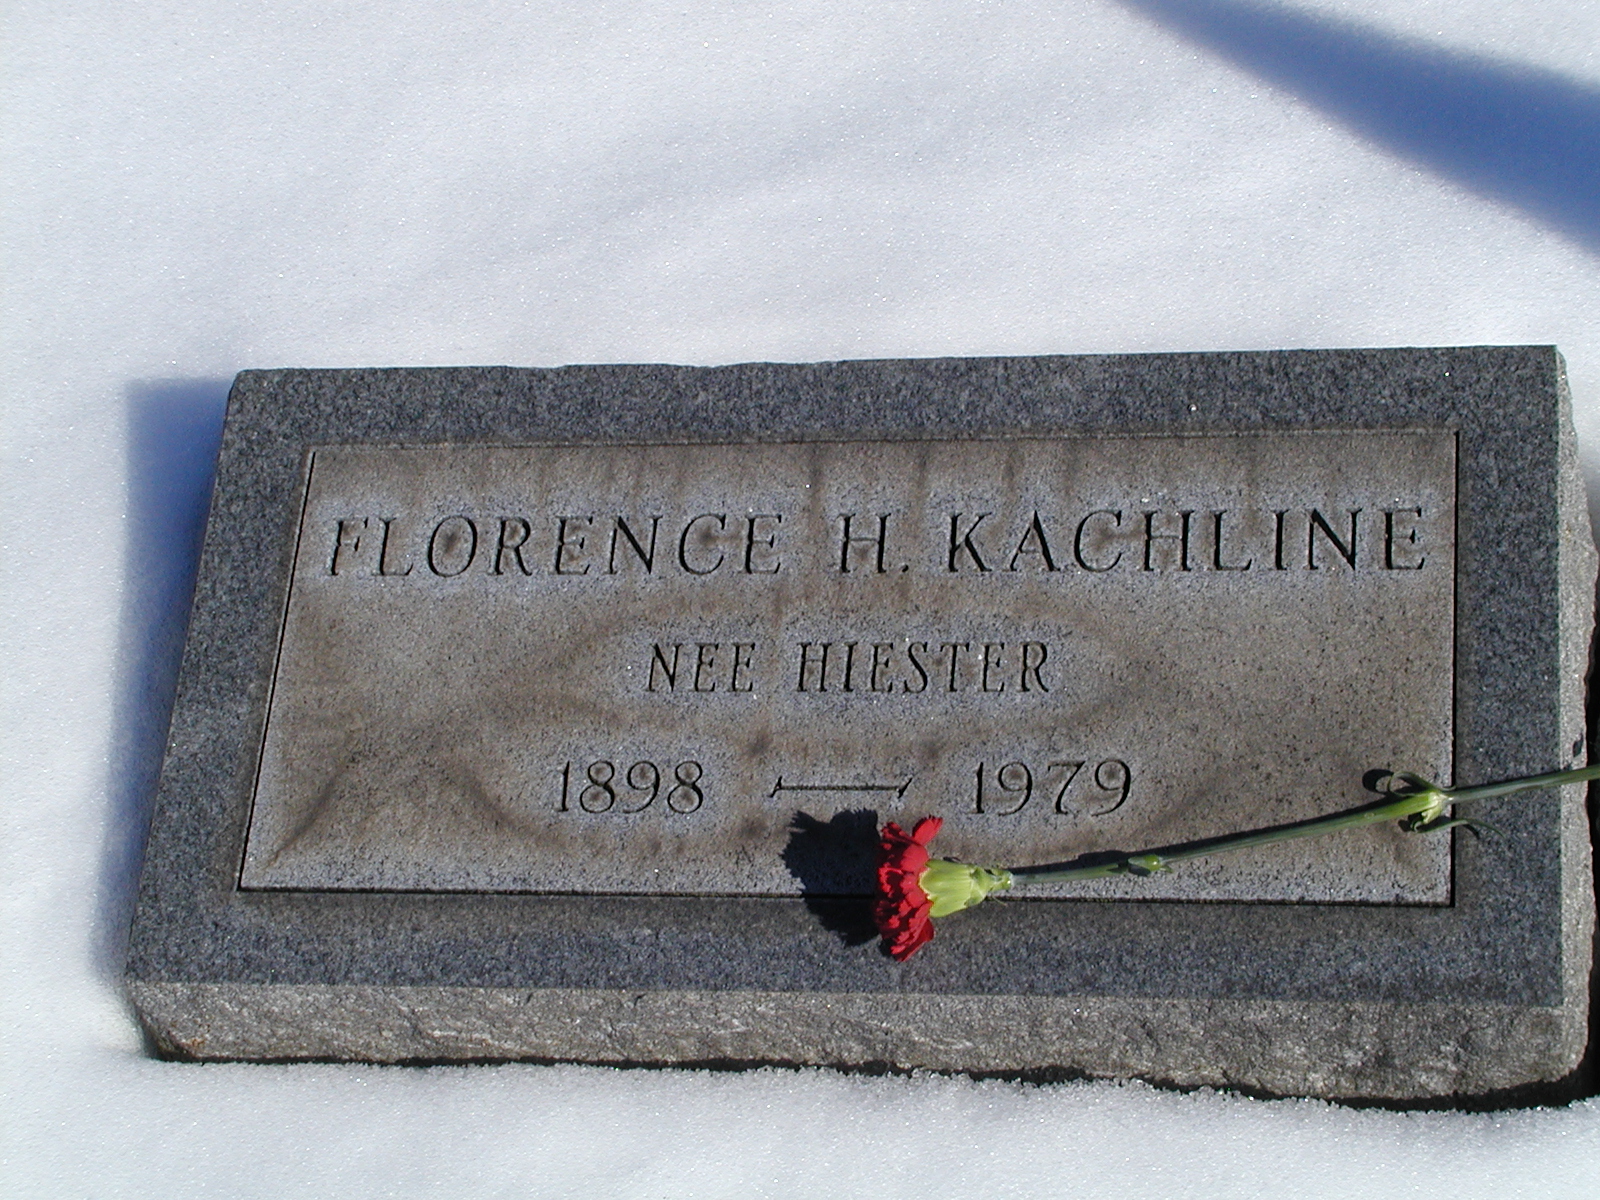 FLORENCE H. KACHLINE
NEE HIESTER
1898 — 1979